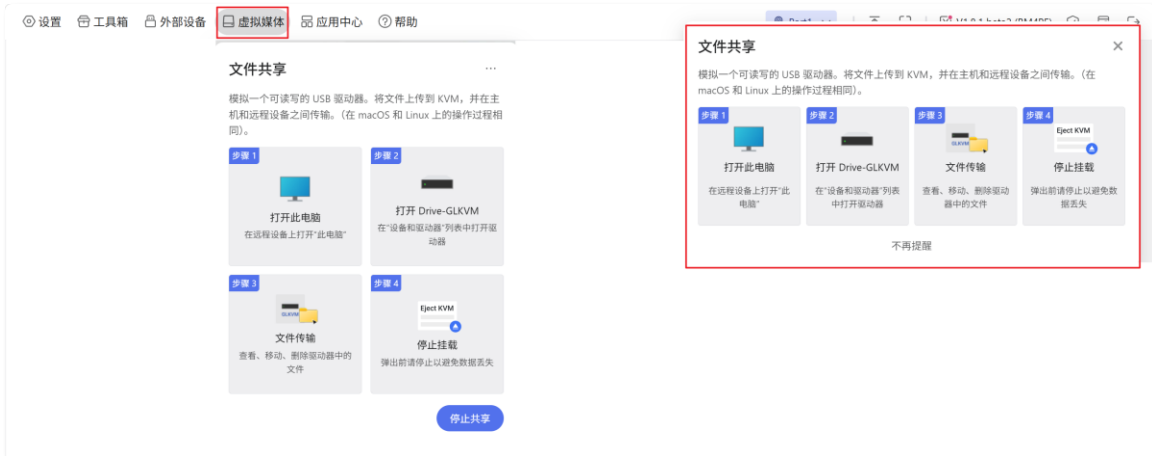 设置 工具箱 外部设备 虚拟媒体 应用中心 帮助
文件共享
...
模拟一个可读写的 USB 驱动器。将文件上传到 KVM，并在主
机和远程设备之间传输。（在 macOS 和 Linux 上的操作过程相
同）。
步骤 1
打开此电脑
在远程设备上打开“此电脑”
步骤 2
打开 Drive-GLKVM
在“设备和驱动器”列表中打开驱
动器
步骤 3
GLKVM
文件传输
查看、移动、删除驱动器中的
文件
步骤 4
Eject KVM
停止挂载
弹出前请停止以避免数据丢失
停止共享
文件共享
模拟一个可读写的 USB 驱动器。将文件上传到 KVM，并在主机和远程设备之间传输。（在
macOS 和 Linux 上的操作过程相同）。
步骤 1
打开此电脑
在远程设备上打开“此
电脑”
步骤 2
打开 Drive-GLKVM
在“设备和驱动器”列表
中打开驱动器
步骤 3
GLKVM
文件传输
查看、移动、删除驱动
器中的文件
步骤 4
Eject KVM
停止挂载
弹出前请停止以避免数
据丢失
不再提醒